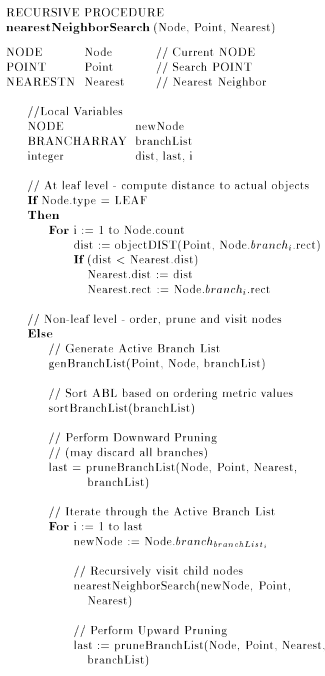 RECURSIVE PROCEDURE
nearestNeighborSearch (Node, Point, Nearest)
NODE Node // Current NODE
POINT Point // Search POINT
NEARESTN Nearest // Nearest Neighbor
//Local Variables
NODE newNode
BRANCHARRAY branchList
integer dist, last, i
// At leaf level - compute distance to actual objects
If Node.type = LEAF
Then
For i := 1 to Node.count
dist := objectDIST(Point, Node.branch_i.rect)
If (dist < Nearest.dist)
Nearest.dist := dist
Nearest.rect := Node.branch_i.rect
// Non-leaf level - order, prune and visit nodes
Else
// Generate Active Branch List
genBranchList(Point, Node, branchList)
// Sort ABL based on ordering metric values
sortBranchList(branchList)
// Perform Downward Pruning
// (may discard all branches)
last = pruneBranchList(Node, Point, Nearest,
branchList)
// Iterate through the Active Branch List
For i := 1 to last
newNode := Node.branch_branchList_i
// Recursively visit child nodes
nearestNeighborSearch(newNode, Point,
Nearest)
// Perform Upward Pruning
last := pruneBranchList(Node, Point, Nearest,
branchList)